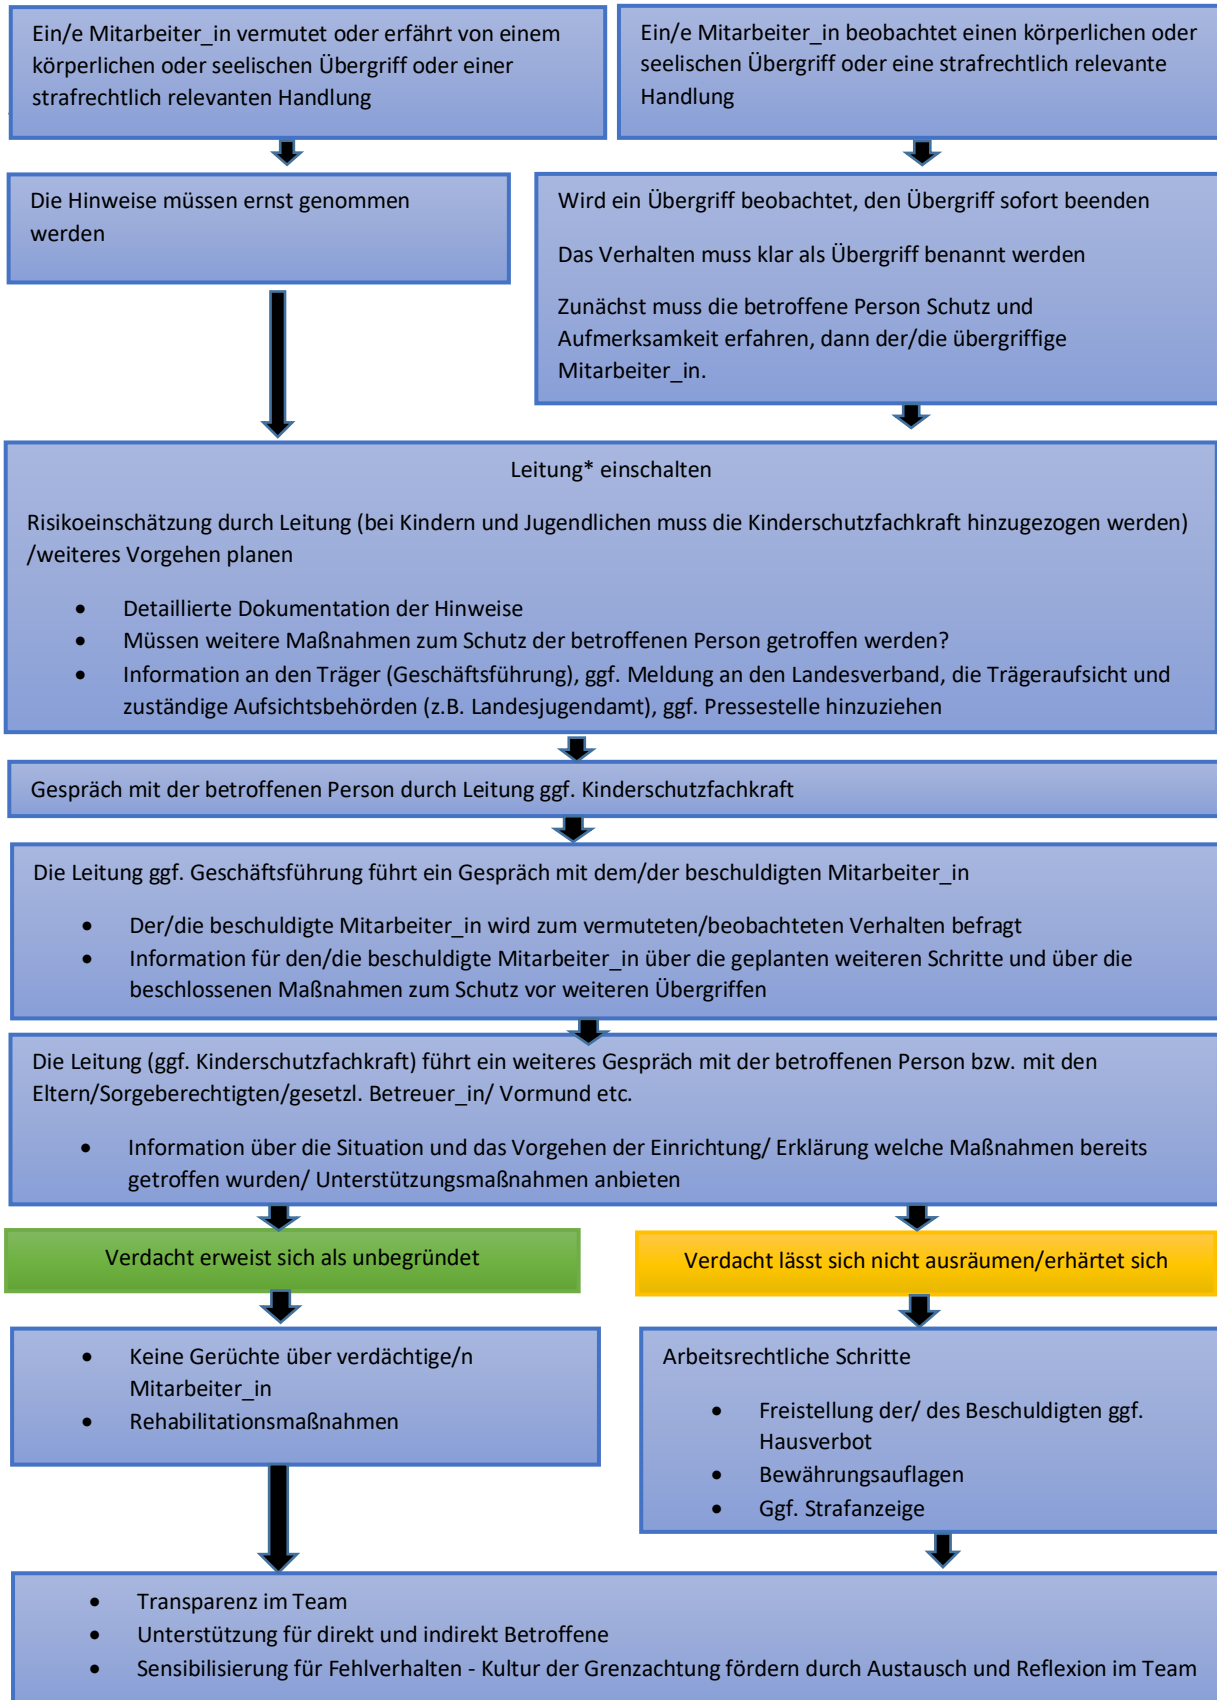 Ein/e Mitarbeiter_in vermutet oder erfährt von einem
körperlichen oder seelischen Übergriff oder einer
strafrechtlich relevanten Handlung
Ein/e Mitarbeiter_in beobachtet einen körperlichen oder
seelischen Übergriff oder eine strafrechtlich relevante
Handlung
Die Hinweise müssen ernst genommen
werden
Wird ein Übergriff beobachtet, den Übergriff sofort beenden
Das Verhalten muss klar als Übergriff benannt werden
Zunächst muss die betroffene Person Schutz und
Aufmerksamkeit erfahren, dann der/die übergriffige
Mitarbeiter_in.
Leitung* einschalten
Risikoeinschätzung durch Leitung (bei Kindern und Jugendlichen muss die Kinderschutzfachkraft hinzugezogen werden)
/weiteres Vorgehen planen
• Detaillierte Dokumentation der Hinweise
• Müssen weitere Maßnahmen zum Schutz der betroffenen Person getroffen werden?
• Information an den Träger (Geschäftsführung), ggf. Meldung an den Landesverband, die Trägeraufsicht und
zuständige Aufsichtsbehörden (z.B. Landesjugendamt), ggf. Pressestelle hinzuziehen
Gespräch mit der betroffenen Person durch Leitung ggf. Kinderschutzfachkraft
Die Leitung ggf. Geschäftsführung führt ein Gespräch mit dem/der beschuldigten Mitarbeiter_in
• Der/die beschuldigte Mitarbeiter_in wird zum vermuteten/beobachteten Verhalten befragt
• Information für den/die beschuldigte Mitarbeiter_in über die geplanten weiteren Schritte und über die
beschlossenen Maßnahmen zum Schutz vor weiteren Übergriffen
Die Leitung (ggf. Kinderschutzfachkraft) führt ein weiteres Gespräch mit der betroffenen Person bzw. mit den
Eltern/Sorgeberechtigten/gesetzl. Betreuer_in/ Vormund etc.
• Information über die Situation und das Vorgehen der Einrichtung/ Erklärung welche Maßnahmen bereits
getroffen wurden/ Unterstützungsmaßnahmen anbieten
Verdacht erweist sich als unbegründet
Verdacht lässt sich nicht ausräumen/erhärtet sich
• Keine Gerüchte über verdächtige/n
Mitarbeiter_in
• Rehabilitationsmaßnahmen
Arbeitsrechtliche Schritte
• Freistellung der/ des Beschuldigten ggf.
Hausverbot
• Bewährungsauflagen
• Ggf. Strafanzeige
• Transparenz im Team
• Unterstützung für direkt und indirekt Betroffene
• Sensibilisierung für Fehlverhalten - Kultur der Grenzachtung fördern durch Austausch und Reflexion im Team